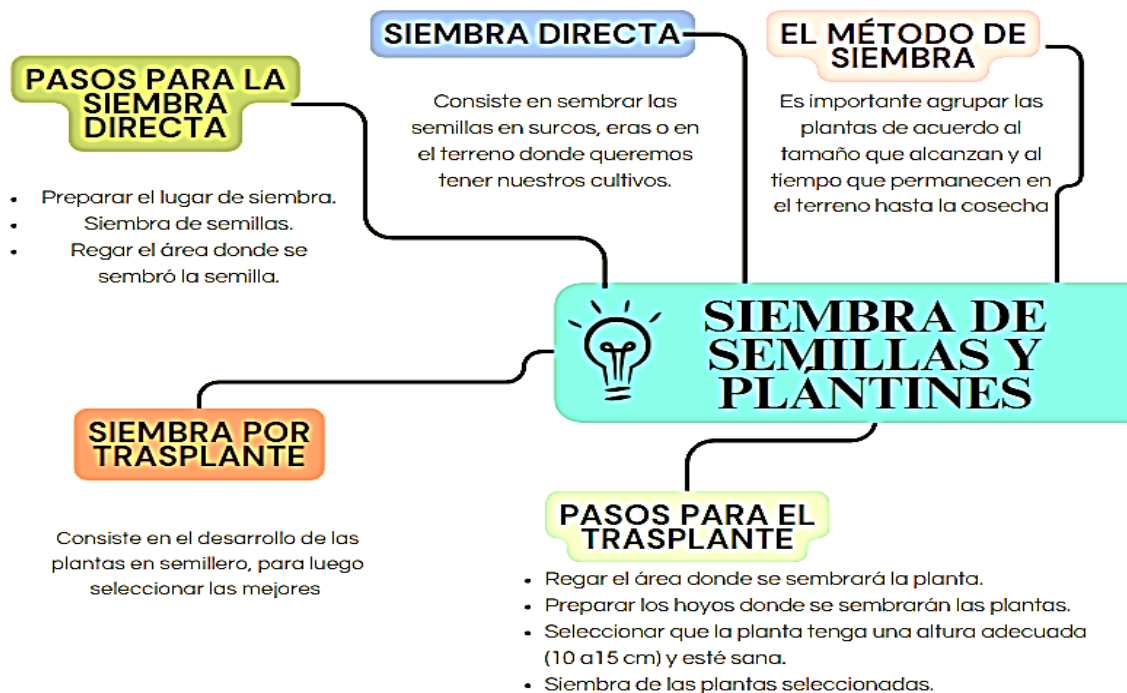 SIEMBRA DIRECTA
Consiste en sembrar las
semillas en surcos, eras o en
el terreno donde queremos
tener nuestros cultivos.
EL MÉTODO DE
SIEMBRA
Es importante agrupar las
plantas de acuerdo al
tamaño que alcanzan y al
tiempo que permanecen en
el terreno hasta la cosecha
PASOS PARA LA
SIEMBRA
DIRECTA
• Preparar el lugar de siembra.
• Siembra de semillas.
• Regar el área donde se
sembró la semilla.
SIEMBRA DE
SEMILLAS Y
PLANTINES
SIEMBRA POR
TRASPLANTE
Consiste en el desarrollo de las
plantas en semillero, para luego
seleccionar las mejores
PASOS PARA EL
TRASPLANTE
• Regar el área donde se sembrará la planta.
• Preparar los hoyos donde se sembrarán las plantas.
• Seleccionar que la planta tenga una altura adecuada
(10 a15 cm) y esté sana.
• Siembra de las plantas seleccionadas.